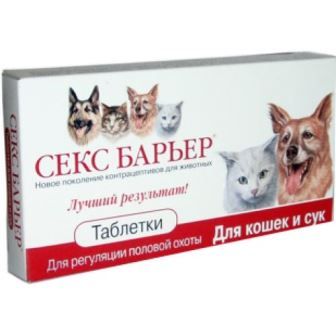 СЕКС БАРЬЕР®
Новое поколение контрацептивов для животных
Лучший результат!
Таблетки
Для регуляции половой охоты
Для кошек и сук
СЕКС БАРЬЕР